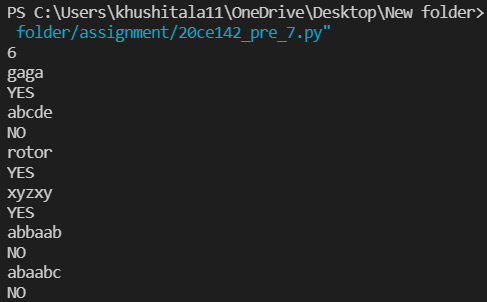 PS C:\Users\khushitala11\OneDrive\Desktop\New folder>
folder/assignment/20ce142_pre_7.py"
6
gaga
YES
abcde
NO
rotor
YES
xyzxy
YES
abbaab
NO
abaabc
NO